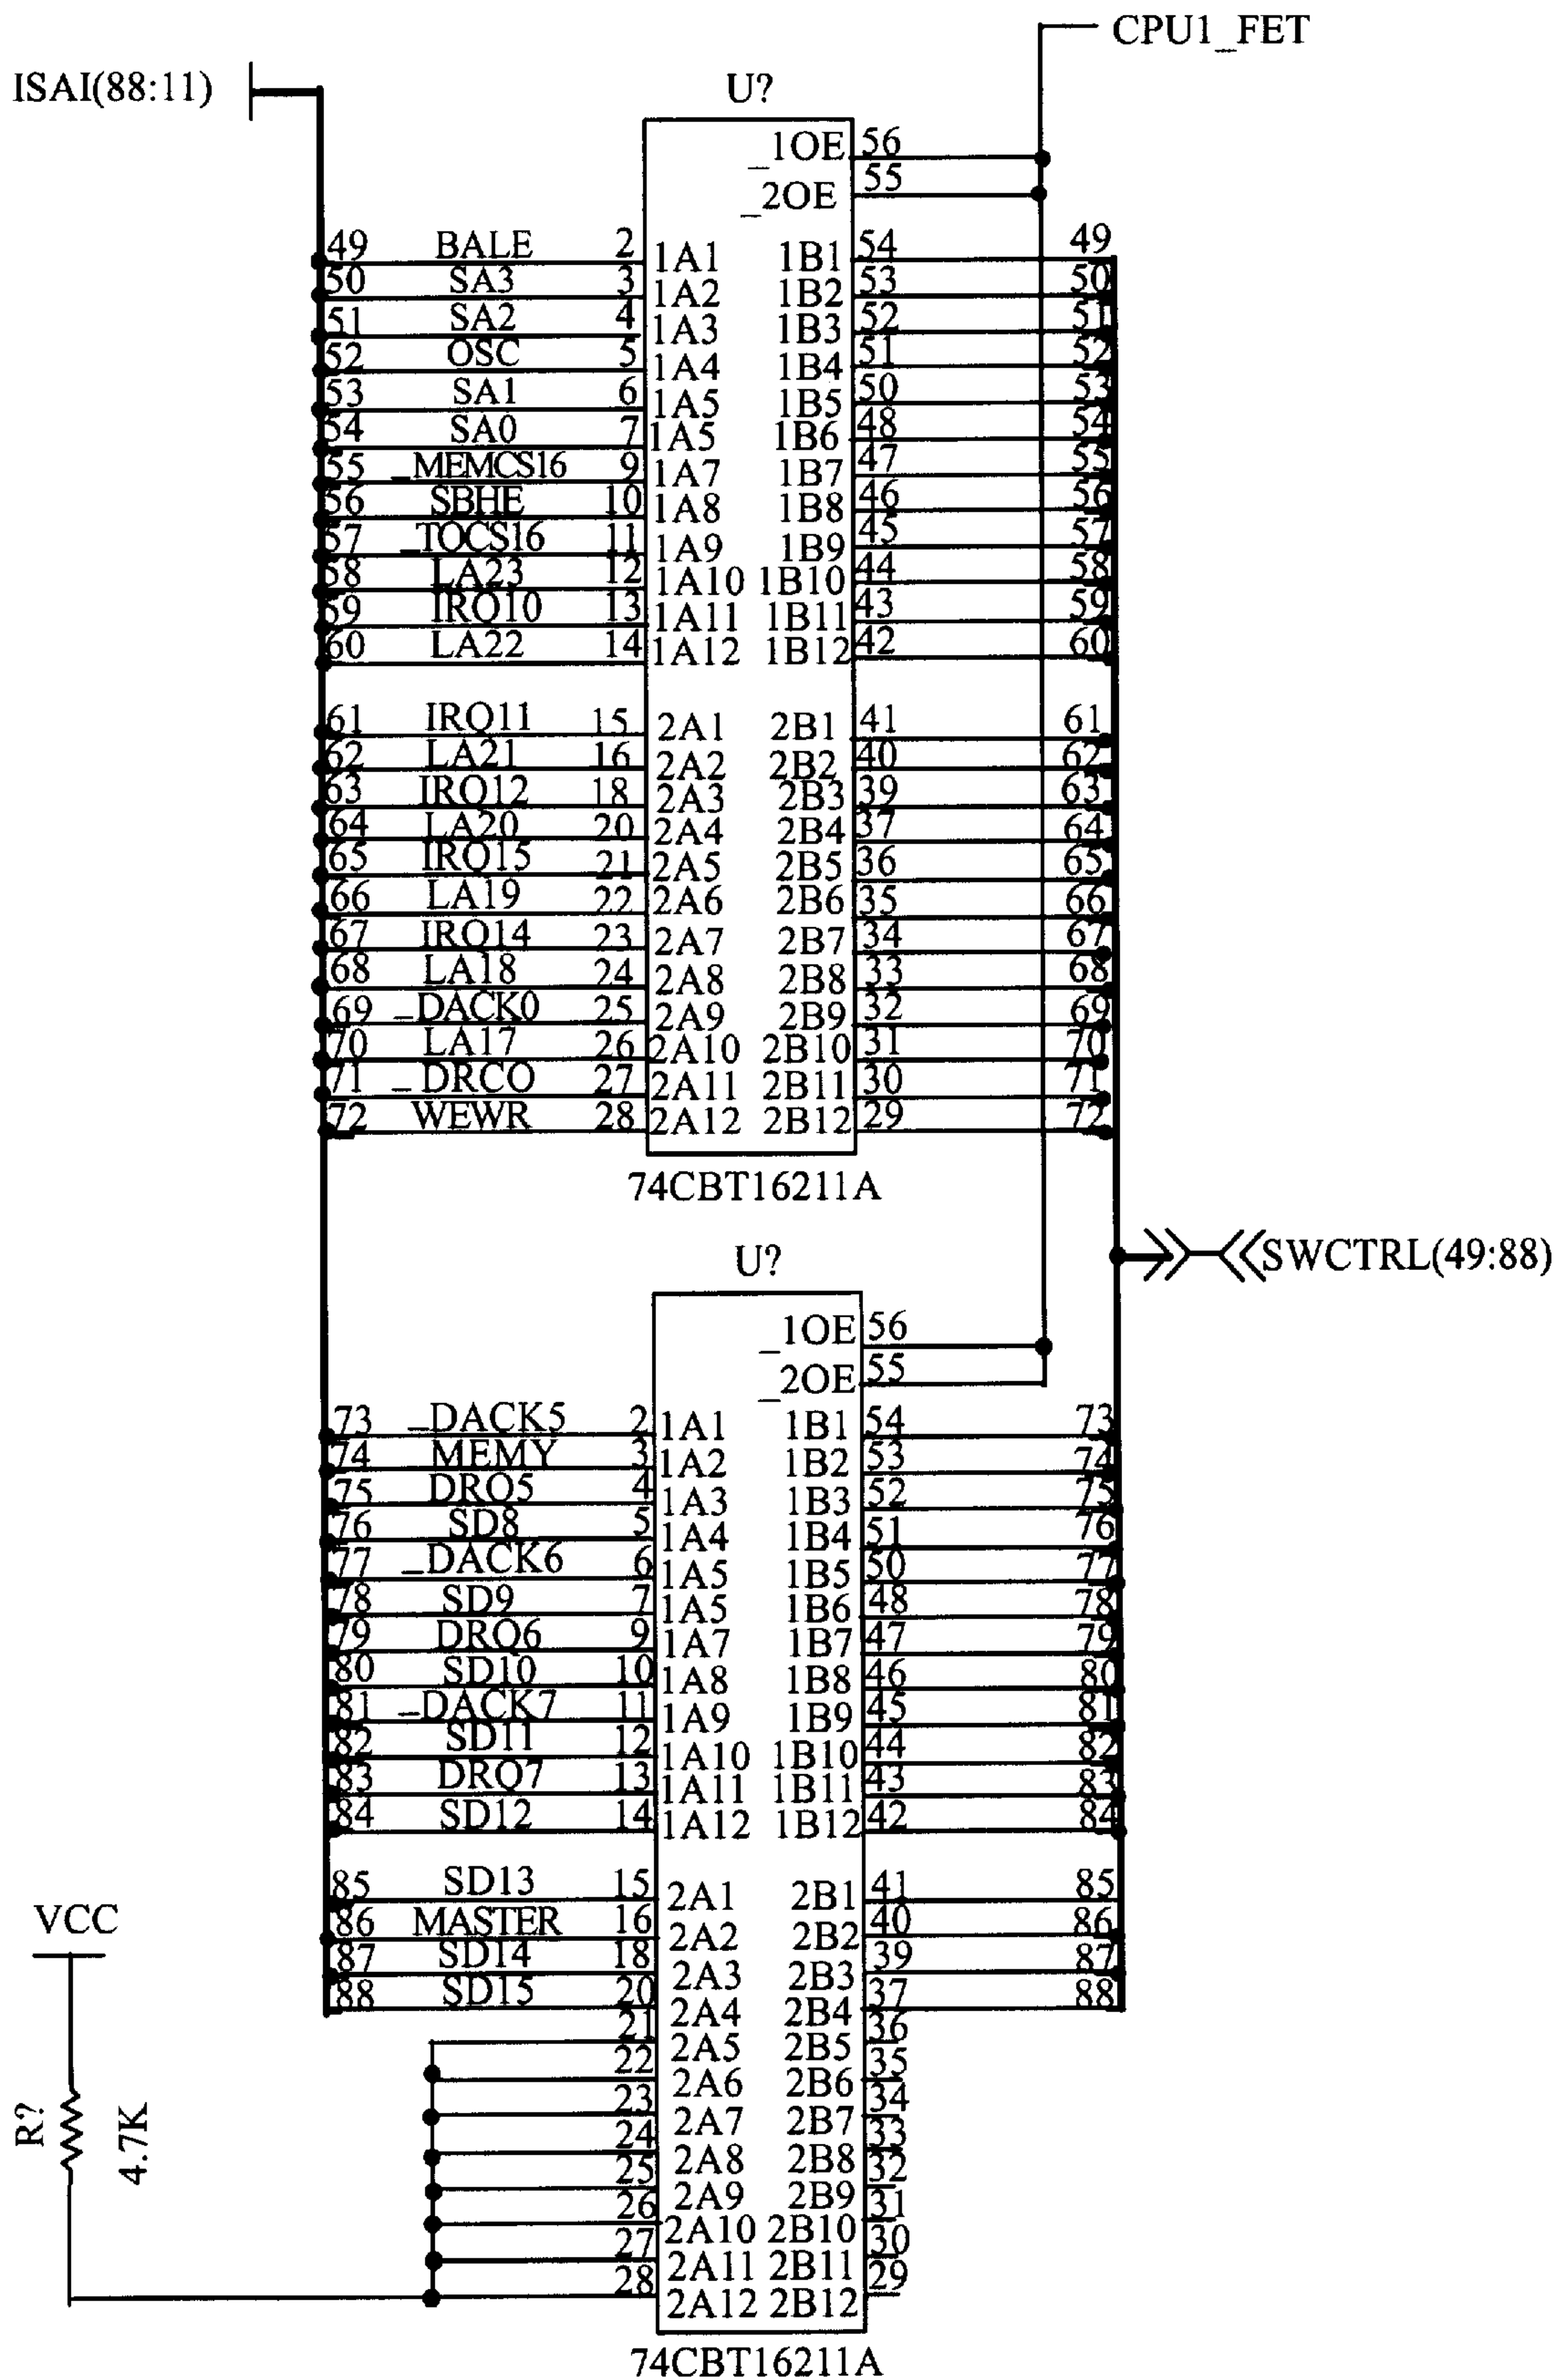 CPU1_FET
ISAI(88:11)
U?
_1OE 56
_2OE 55
49 BALE 2 1A1 1B1 54 49
50 SA3 3 1A2 1B2 53 50
51 SA2 4 1A3 1B3 52 51
52 OSC 5 1A4 1B4 51 52
53 SA1 6 1A5 1B5 50 53
54 SA0 7 1A5 1B6 48 54
55 _MEMCS16 9 1A7 1B7 47 55
56 SBHE 10 1A8 1B8 46 56
57 _TOCS16 11 1A9 1B9 45 57
58 LA23 12 1A10 1B10 44 58
59 IRQ10 13 1A11 1B11 43 59
60 LA22 14 1A12 1B12 42 60
61 IRQ11 15 2A1 2B1 41 61
62 LA21 16 2A2 2B2 40 62
63 IRQ12 18 2A3 2B3 39 63
64 LA20 20 2A4 2B4 37 64
65 IRQ15 21 2A5 2B5 36 65
66 LA19 22 2A6 2B6 35 66
67 IRQ14 23 2A7 2B7 34 67
68 LA18 24 2A8 2B8 33 68
69 _DACK0 25 2A9 2B9 32 69
70 LA17 26 2A10 2B10 31 70
71 _DRCO 27 2A11 2B11 30 71
72 WEWR 28 2A12 2B12 29 72
74CBT16211A
SWCTRL(49:88)
U?
_1OE 56
_2OE 55
73 _DACK5 2 1A1 1B1 54 73
74 MEMY 3 1A2 1B2 53 74
75 DRQ5 4 1A3 1B3 52 75
76 SD8 5 1A4 1B4 51 76
77 _DACK6 6 1A5 1B5 50 77
78 SD9 7 1A5 1B6 48 78
79 DRQ6 9 1A7 1B7 47 79
80 SD10 10 1A8 1B8 46 80
81 _DACK7 11 1A9 1B9 45 81
82 SD11 12 1A10 1B10 44 82
83 DRQ7 13 1A11 1B11 43 83
84 SD12 14 1A12 1B12 42 84
85 SD13 15 2A1 2B1 41 85
86 MASTER 16 2A2 2B2 40 86
87 SD14 18 2A3 2B3 39 87
88 SD15 20 2A4 2B4 37 88
21 2A5 2B5 36
22 2A6 2B6 35
23 2A7 2B7 34
24 2A8 2B8 33
25 2A9 2B9 32
26 2A10 2B10 31
27 2A11 2B11 30
28 2A12 2B12 29
VCC
R?
4.7K
74CBT16211A